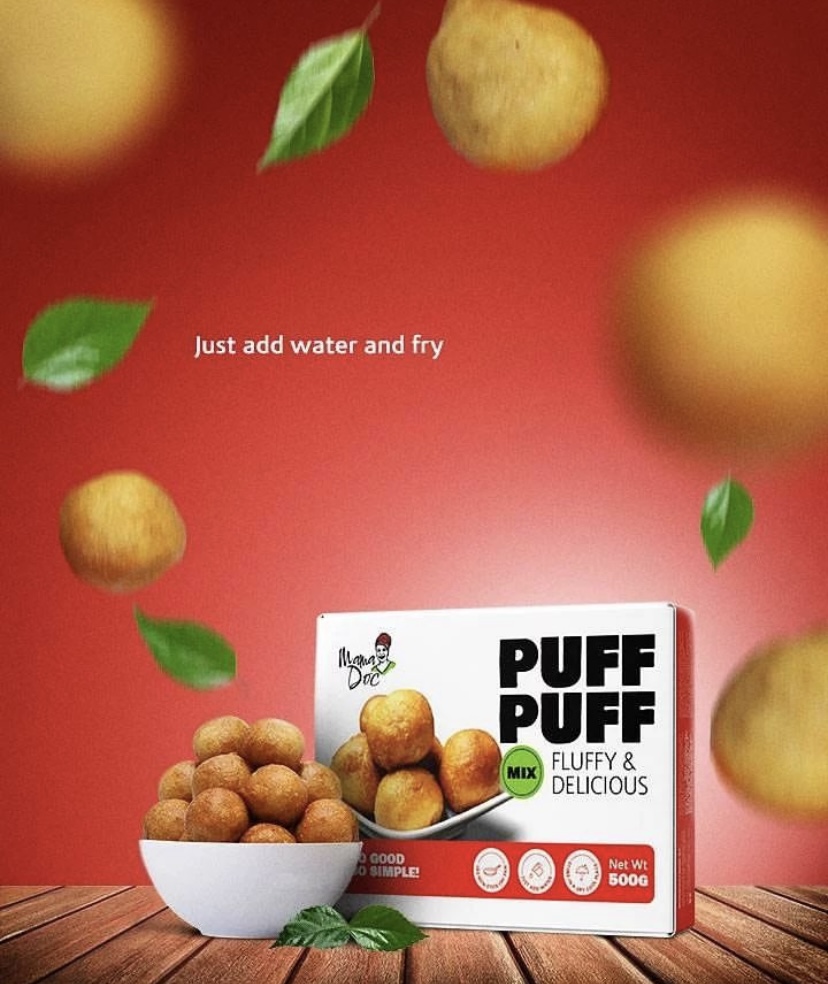 Just add water and fry
Mama
Doc
PUFF
PUFF
MIX
FLUFFY &
DELICIOUS
GOOD
SIMPLE!
Net Wt
500G